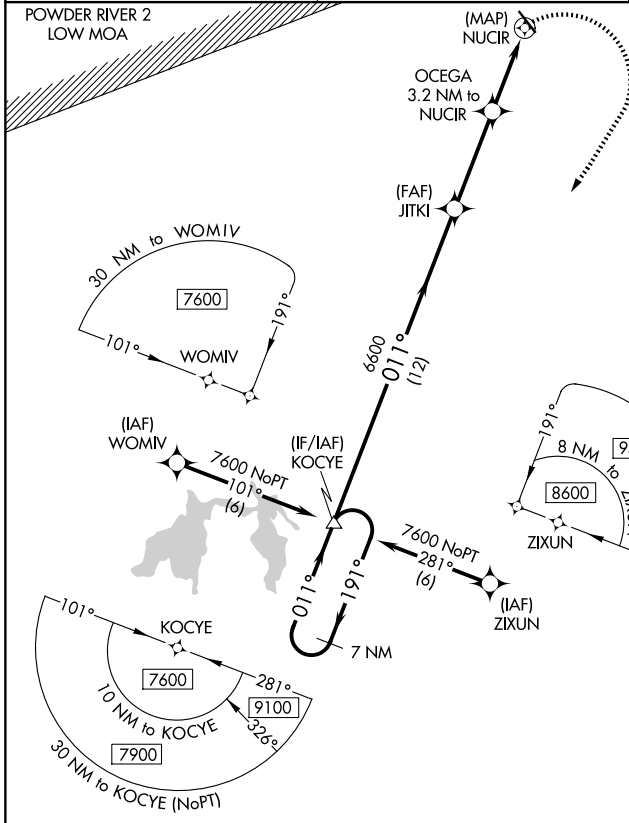 POWDER RIVER 2
LOW MOA
(MAP)
NUCIR
OCEGA
3.2 NM to
NUCIR
(FAF)
JITKI
30 NM to WOMIV
7600
191°
101°
WOMIV
6600
011°
(12)
(IAF)
WOMIV
7600 NoPT
101°
(6)
(IF/IAF)
KOCYE
191°
8 NM to
8600
ZIXUN
7600 NoPT
281°
(6)
(IAF)
ZIXUN
011°
191°
7 NM
101°
KOCYE
7600
281°
9100
326°
10 NM to KOCYE
7900
30 NM to KOCYE (NoPT)